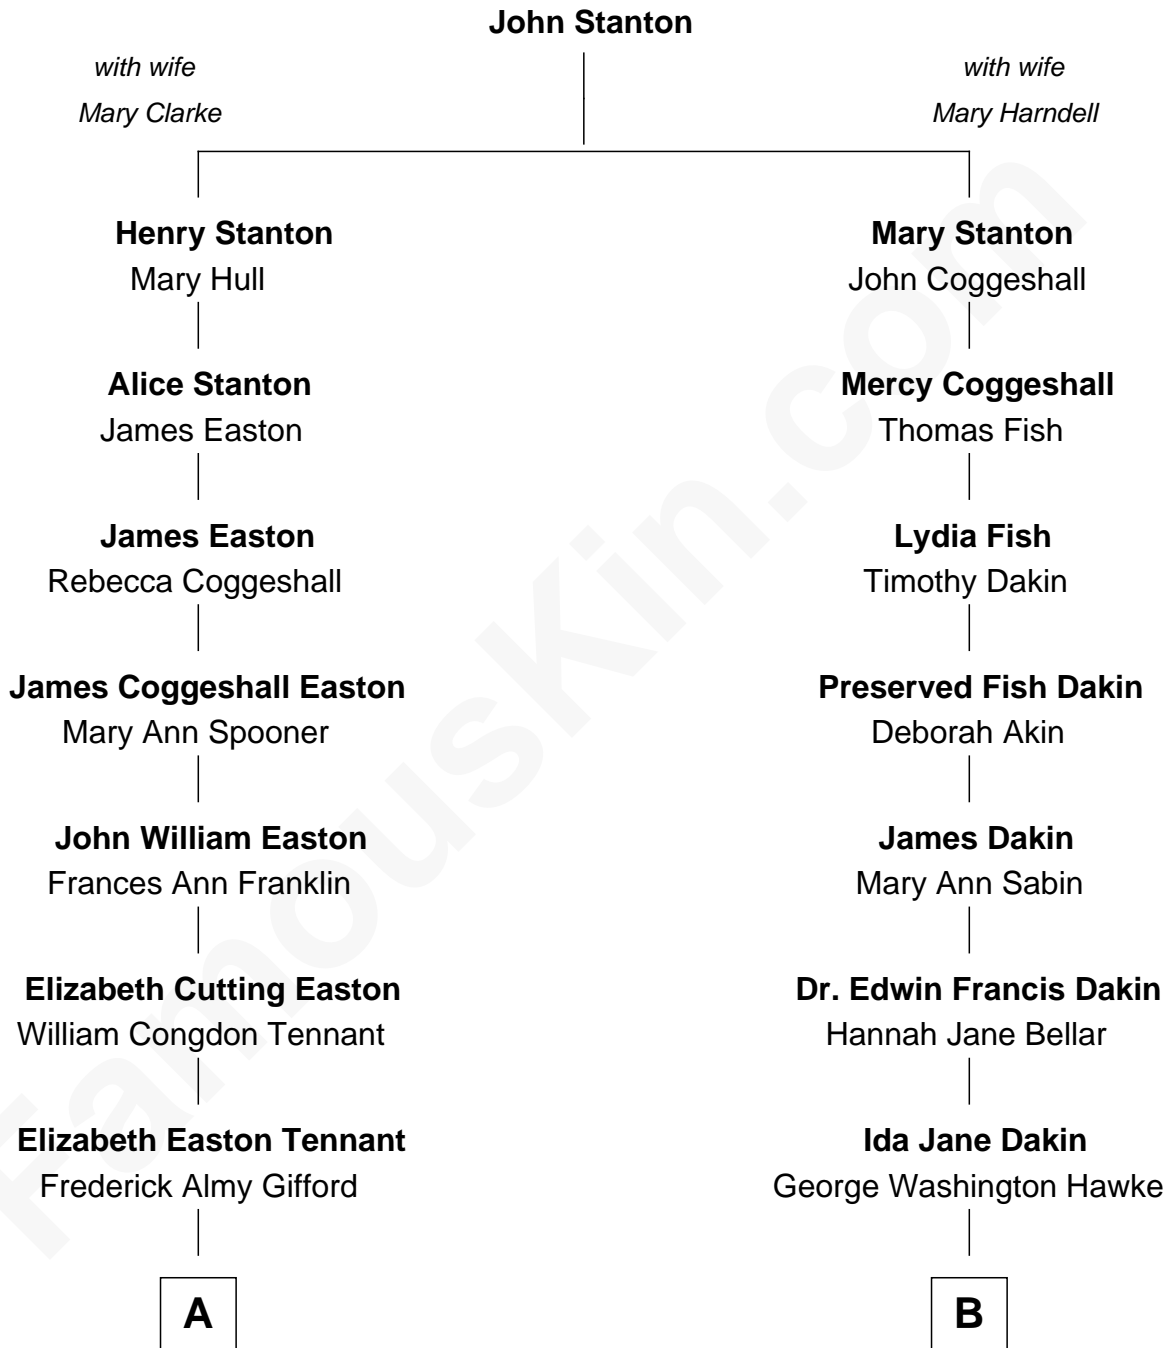 John Stanton
with wife
Mary Clarke
with wife
Mary Harndell
Henry Stanton
Mary Hull
Mary Stanton
John Coggeshall
Alice Stanton
James Easton
Mercy Coggeshall
Thomas Fish
James Easton
Rebecca Coggeshall
Lydia Fish
Timothy Dakin
James Coggeshall Easton
Mary Ann Spooner
Preserved Fish Dakin
Deborah Akin
John William Easton
Frances Ann Franklin
James Dakin
Mary Ann Sabin
Elizabeth Cutting Easton
William Congdon Tennant
Dr. Edwin Francis Dakin
Hannah Jane Bellar
Elizabeth Easton Tennant
Frederick Almy Gifford
Ida Jane Dakin
George Washington Hawke
A
B
FamousKin.com